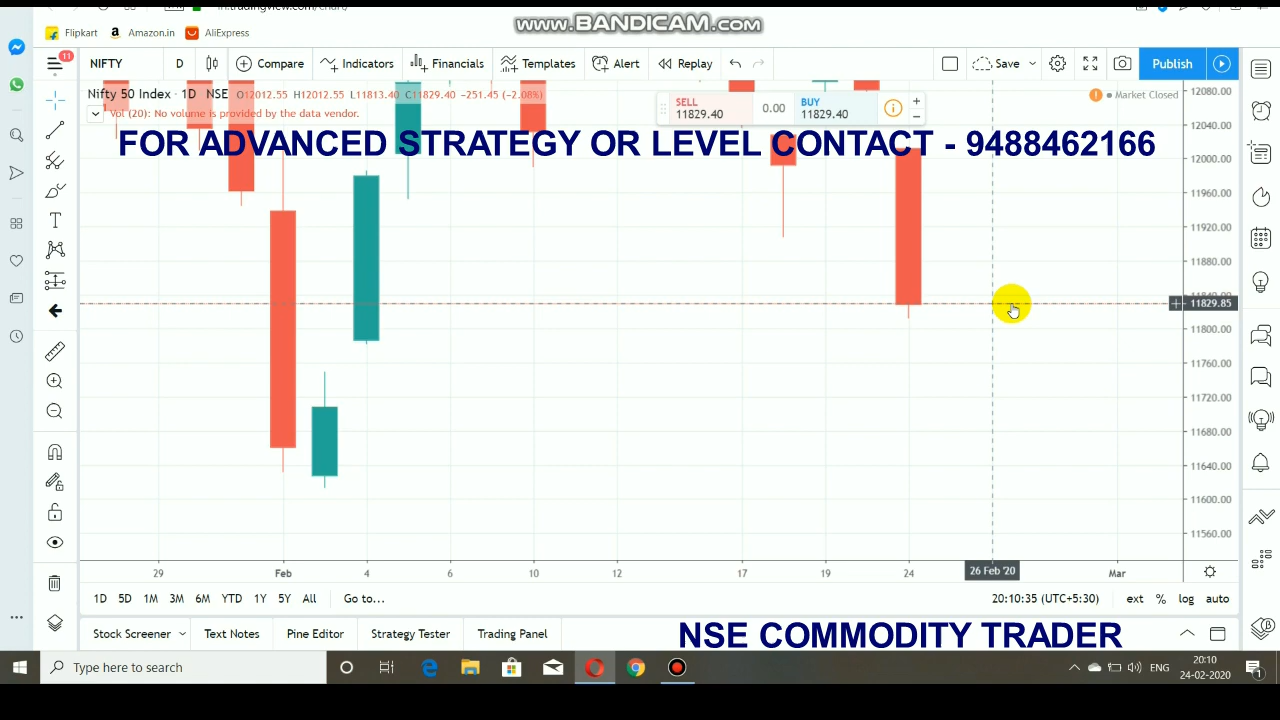 in.tradingview.com/chart/
www.BANDICAM.com
Flipkart
Amazon.in
AliExpress
11
NIFTY
D
Compare
Indicators
Financials
Templates
Alert
Replay
Save
Publish
Nifty 50 Index · 1D · NSE O12012.55 H12012.55 L11813.40 C11829.40 -251.45 (-2.08%)
Vol (20): No volume is provided by the data vendor.
SELL
11829.40
0.00
BUY
11829.40
Market Closed
FOR ADVANCED STRATEGY OR LEVEL CONTACT - 9488462166
12080.00
12040.00
12000.00
11960.00
11920.00
11880.00
11829.85
11800.00
11760.00
11720.00
11680.00
11640.00
11600.00
11560.00
29
Feb
4
6
10
12
17
19
24
26 Feb '20
Mar
1D
5D
1M
3M
6M
YTD
1Y
5Y
All
Go to...
20:10:35 (UTC+5:30)
ext
%
log
auto
Stock Screener
Text Notes
Pine Editor
Strategy Tester
Trading Panel
NSE COMMODITY TRADER
Type here to search
ENG
20:10
24-02-2020
1